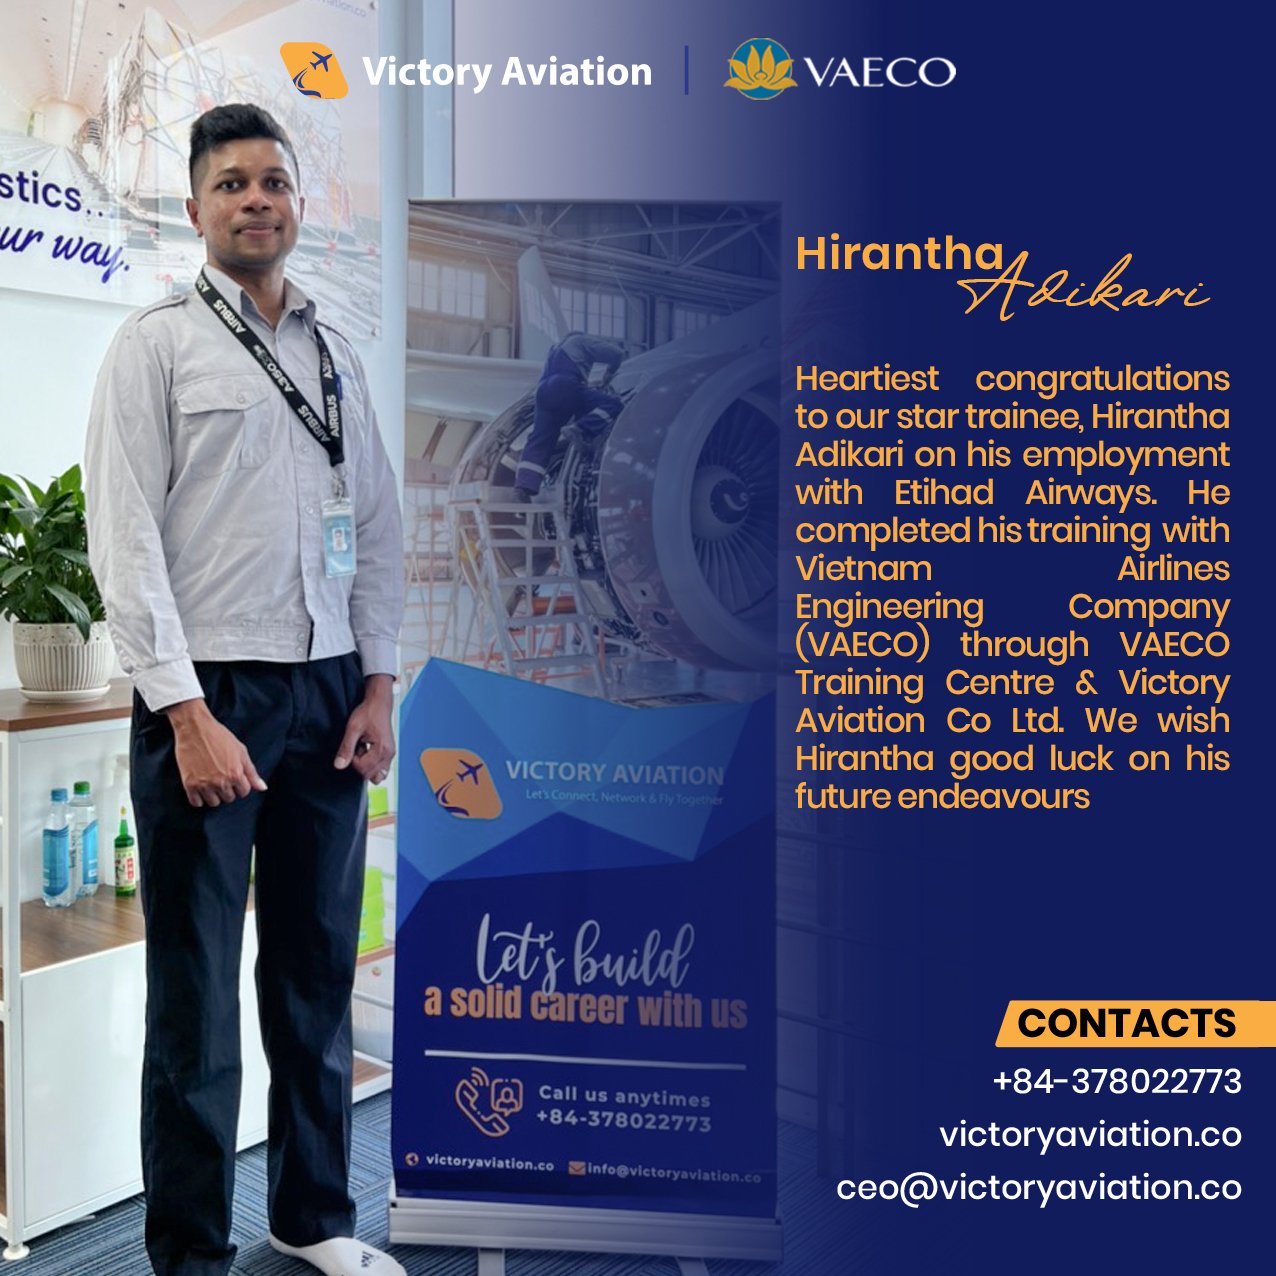 Victory Aviation
VAECO
stics..
ur way.
AIRBUS
A350
AIRBUS
AIRBUS
Hirantha
Adikari
Heartiest congratulations
to our star trainee, Hirantha
Adikari on his employment
with Etihad Airways. He
completed his training with
Vietnam Airlines
Engineering Company
(VAECO) through VAECO
Training Centre & Victory
Aviation Co Ltd. We wish
Hirantha good luck on his
future endeavours
VICTORY AVIATION
Let's Connect, Network & Fly Together
Let's build
a solid career with us
Call us anytimes
+84-378022773
victoryaviation.co info@victoryaviation.co
CONTACTS
+84-378022773
victoryaviation.co
ceo@victoryaviation.co